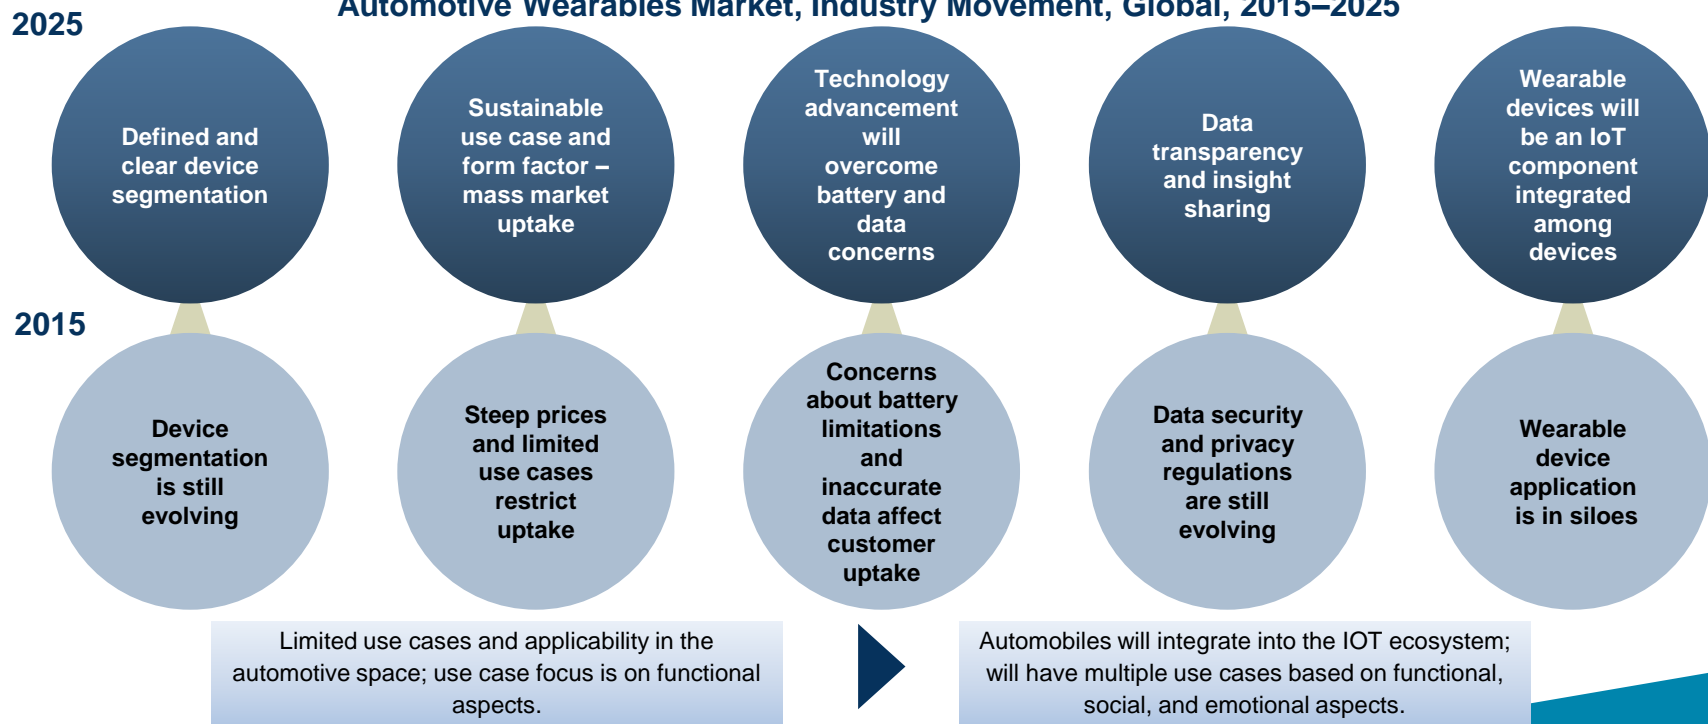 Automotive Wearables Market, Industry Movement, Global, 2015–2025
2025
Defined and
clear device
segmentation
Sustainable
use case and
form factor –
mass market
uptake
Technology
advancement
will
overcome
battery and
data
concerns
Data
transparency
and insight
sharing
Wearable
devices will
be an IoT
component
integrated
among
devices
2015
Device
segmentation
is still
evolving
Steep prices
and limited
use cases
restrict
uptake
Concerns
about battery
limitations
and
inaccurate
data affect
customer
uptake
Data security
and privacy
regulations
are still
evolving
Wearable
device
application
is in siloes
Limited use cases and applicability in the
automotive space; use case focus is on functional
aspects.
Automobiles will integrate into the IOT ecosystem;
will have multiple use cases based on functional,
social, and emotional aspects.